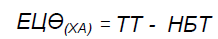 ЕЦӨ(ХА) = ТТ - НБТ